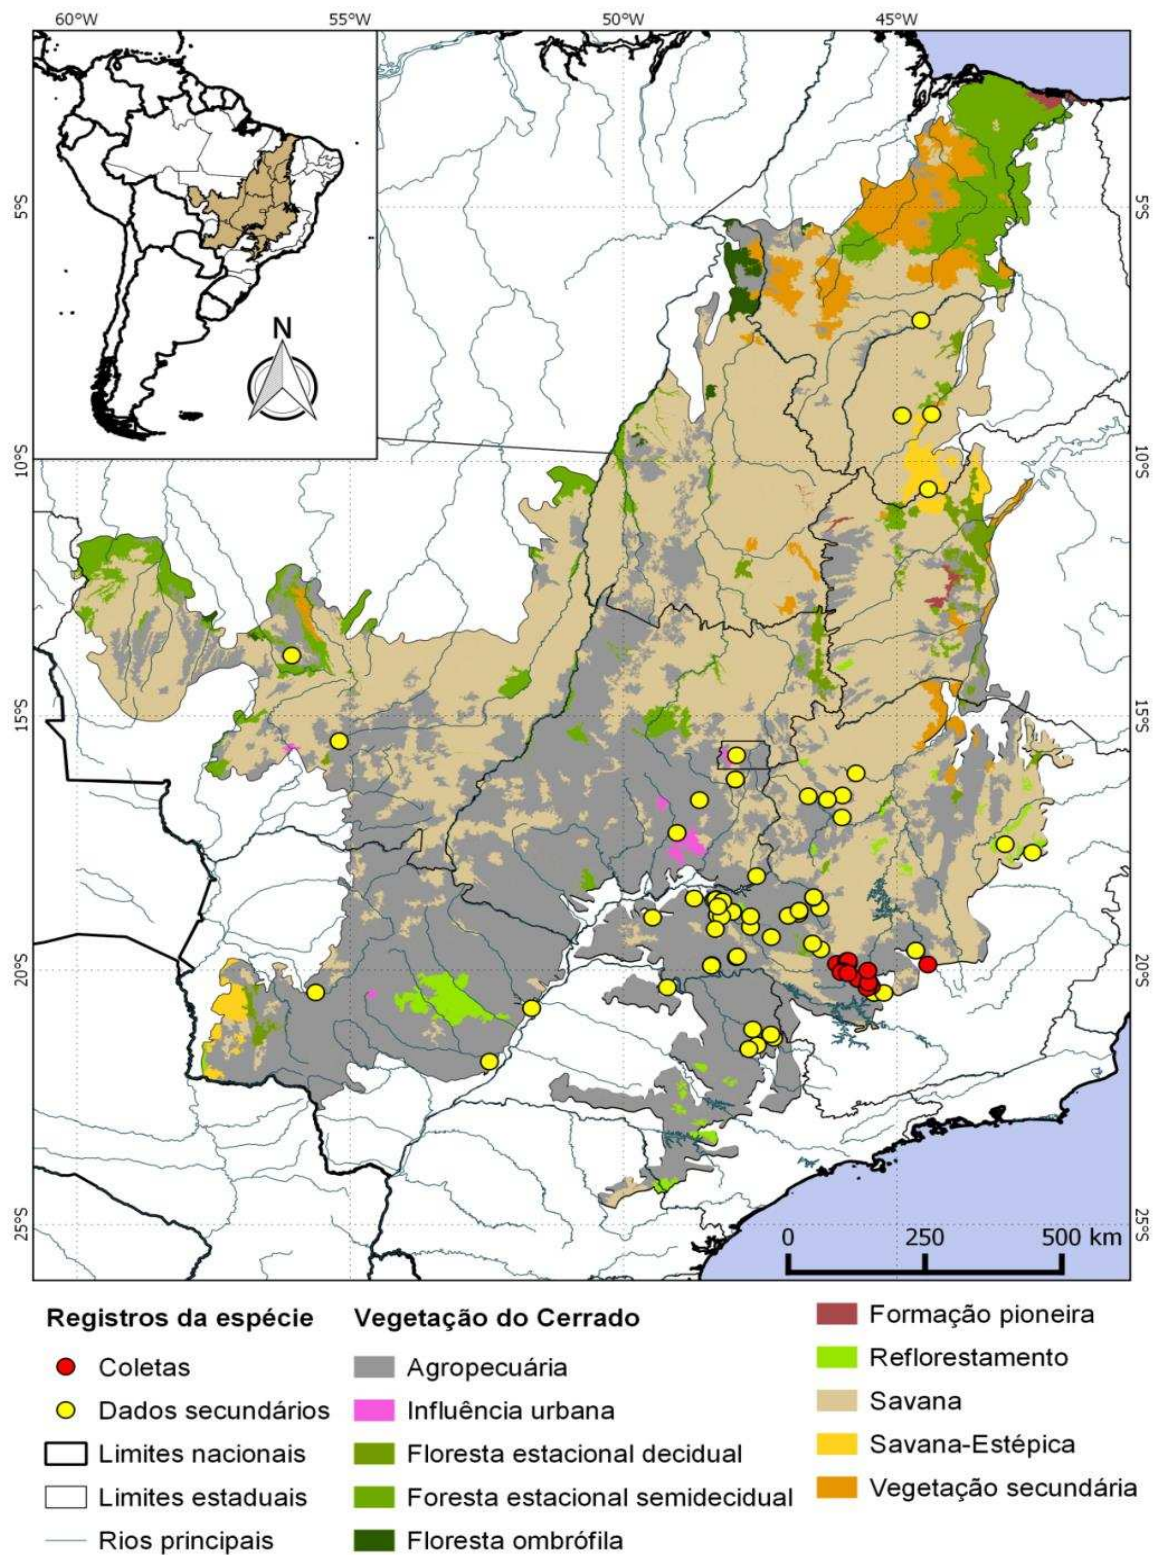 60°W 55°W 50°W 45°W
N
5°S 5°S
10°S 10°S
15°S 15°S
20°S 20°S
25°S 25°S
0 250 500 km
Registros da espécie
Coletas
Dados secundários
Limites nacionais
Limites estaduais
Rios principais
Vegetação do Cerrado
Agropecuária
Influência urbana
Floresta estacional decidual
Foresta estacional semidecidual
Floresta ombrófila
Formação pioneira
Reflorestamento
Savana
Savana-Estépica
Vegetação secundária